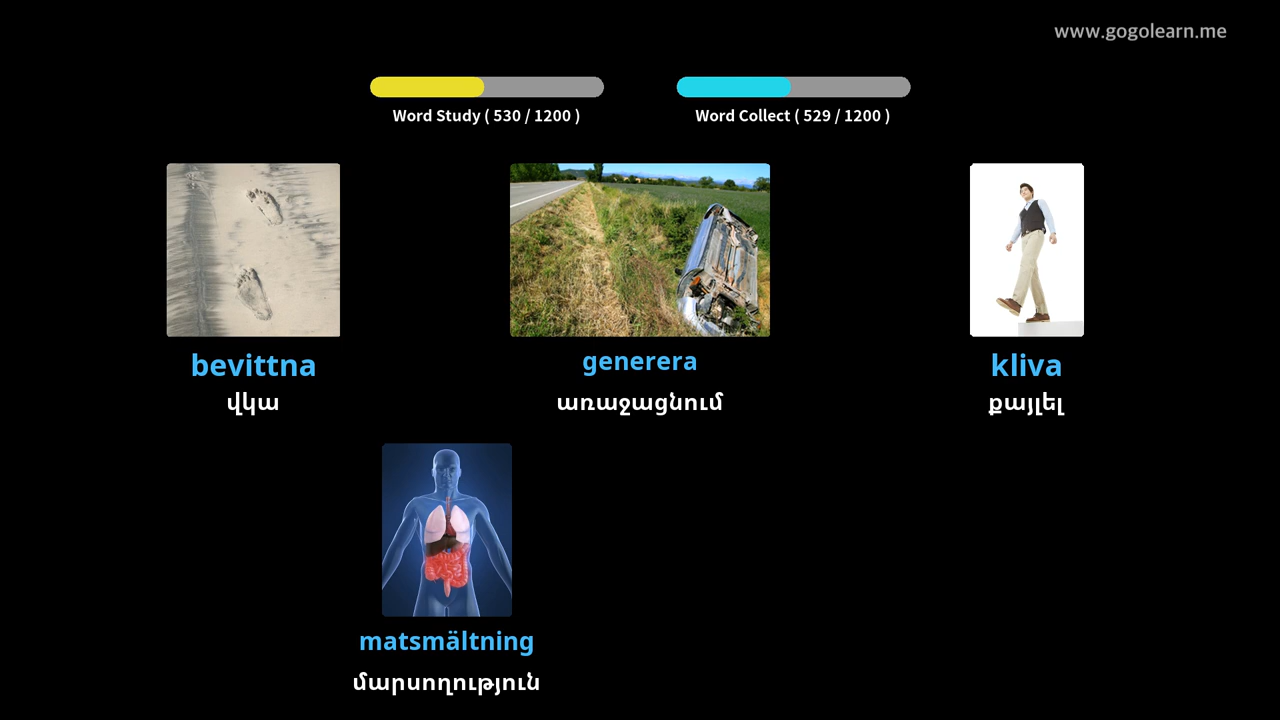 www.gogolearn.me
Word Study ( 530 / 1200 )
Word Collect ( 529 / 1200 )
bevittna
վկա
generera
առաջացնում
kliva
քայլել
matsmältning
մարսողություն